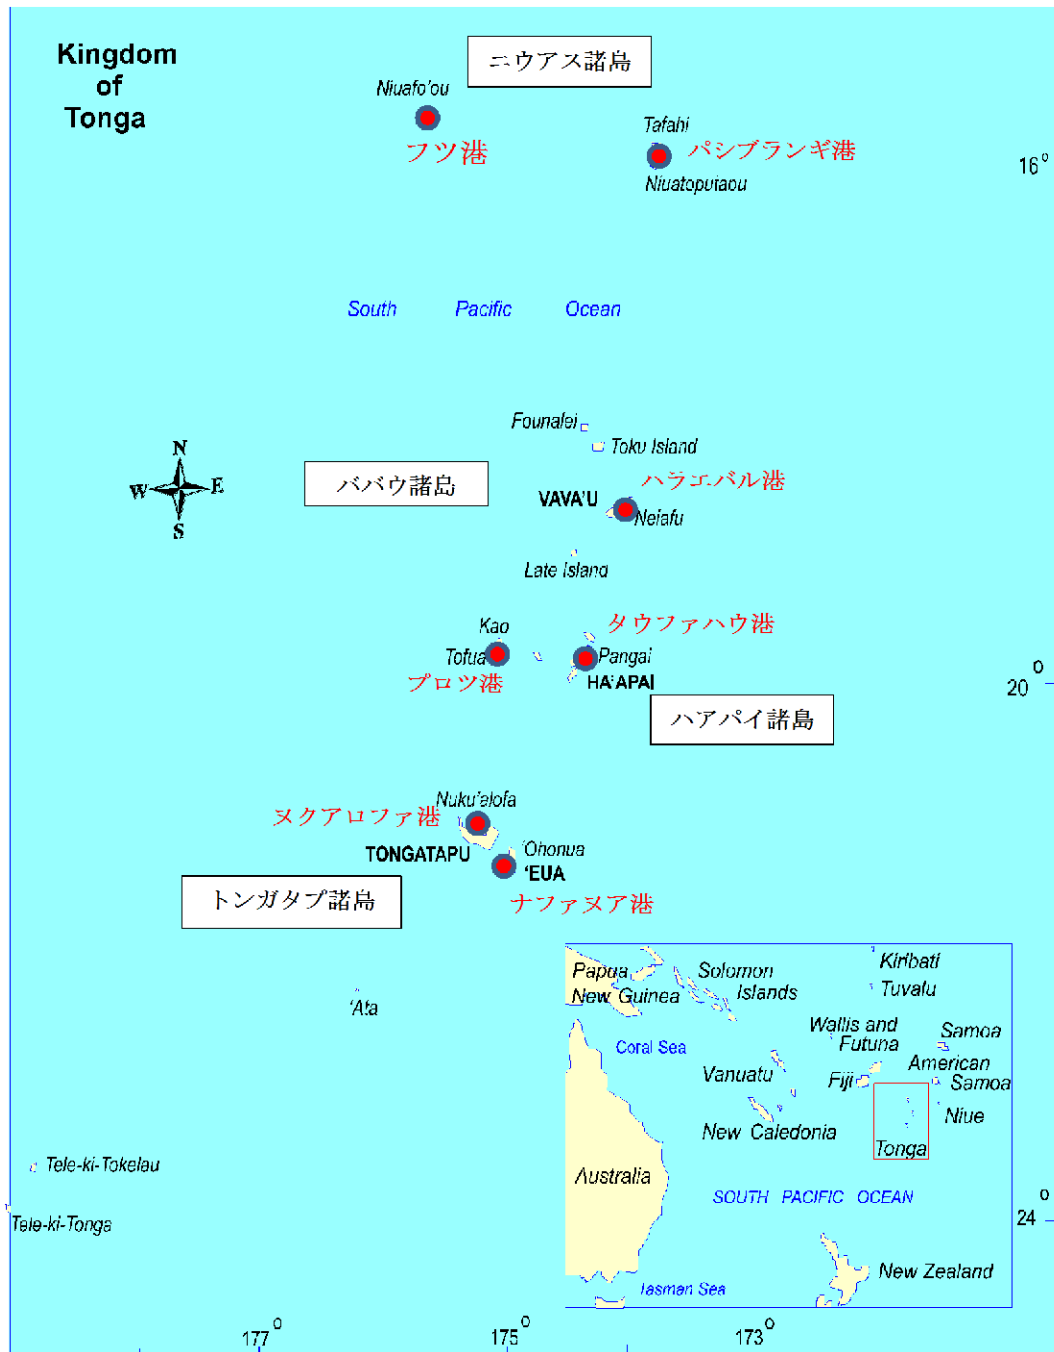 Kingdom
of
Tonga
ニウアス諸島
Niuafo'ou
フツ港
Tafahi
パシブランギ港
Niuatoputaou
16°
South Pacific Ocean
Founalei
Toku Island
N
W E
S
ババウ諸島
ハラエバル港
VAVA'U
Neiafu
Late Island
タウファハウ港
Kao
Tofua
Pangai
プロツ港
HA'APAI
20°
ハアパイ諸島
Nuku'alofa
ヌクアロファ港
TONGATAPU
'Ohonua
'EUA
トンガタプ諸島
ナファヌア港
'Ata
Papua
New Guinea
Solomon
Islands
Kiribati
Tuvalu
Wallis and
Futuna
Samoa
Coral Sea
American
Samoa
Vanuatu
Fiji
Niue
New Caledonia
Tonga
Australia
SOUTH PACIFIC OCEAN
New Zealand
Tasman Sea
Tele-ki-Tokelau
Tele-ki-Tonga
24°
177°
175°
173°